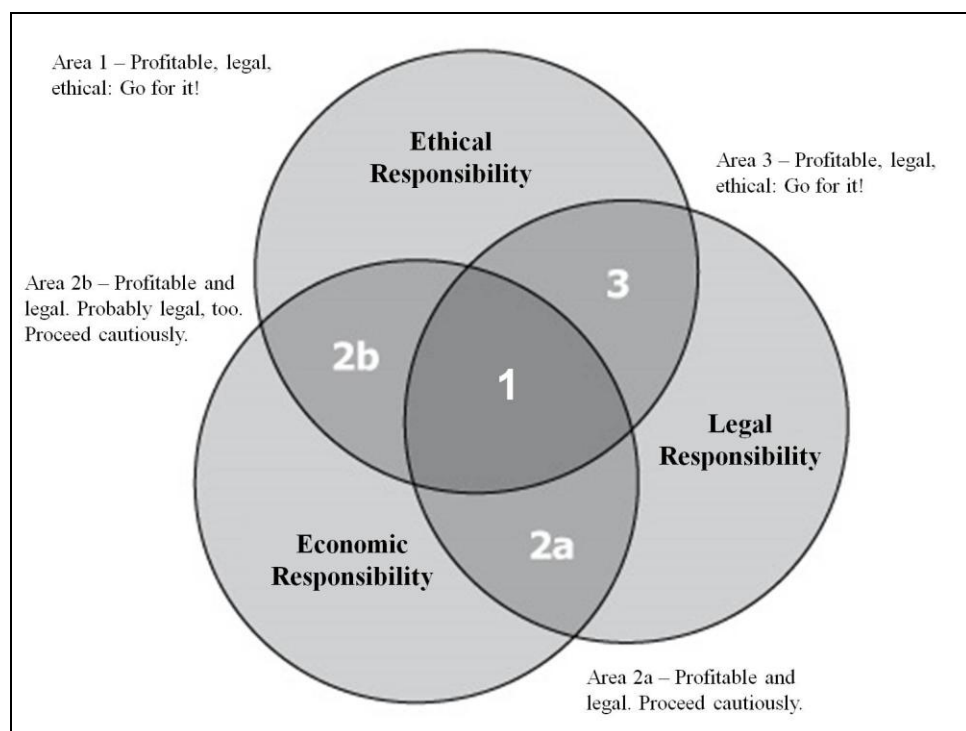 Area 1 – Profitable, legal,
ethical: Go for it!
Ethical
Responsibility
Area 3 – Profitable, legal,
ethical: Go for it!
Area 2b – Profitable and
legal. Probably legal, too.
Proceed cautiously.
3
2b
1
Legal
Responsibility
Economic
Responsibility
2a
Area 2a – Profitable and
legal. Proceed cautiously.